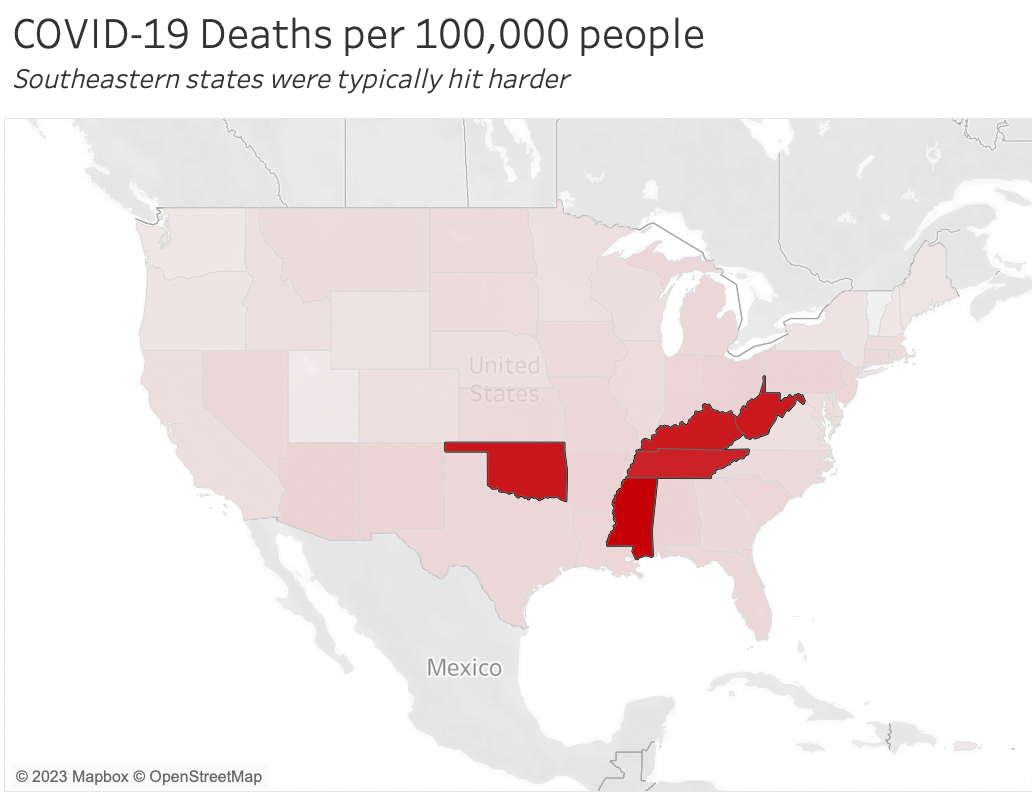 COVID-19 Deaths per 100,000 people
Southeastern states were typically hit harder
United
States
Mexico
© 2023 Mapbox © OpenStreetMap